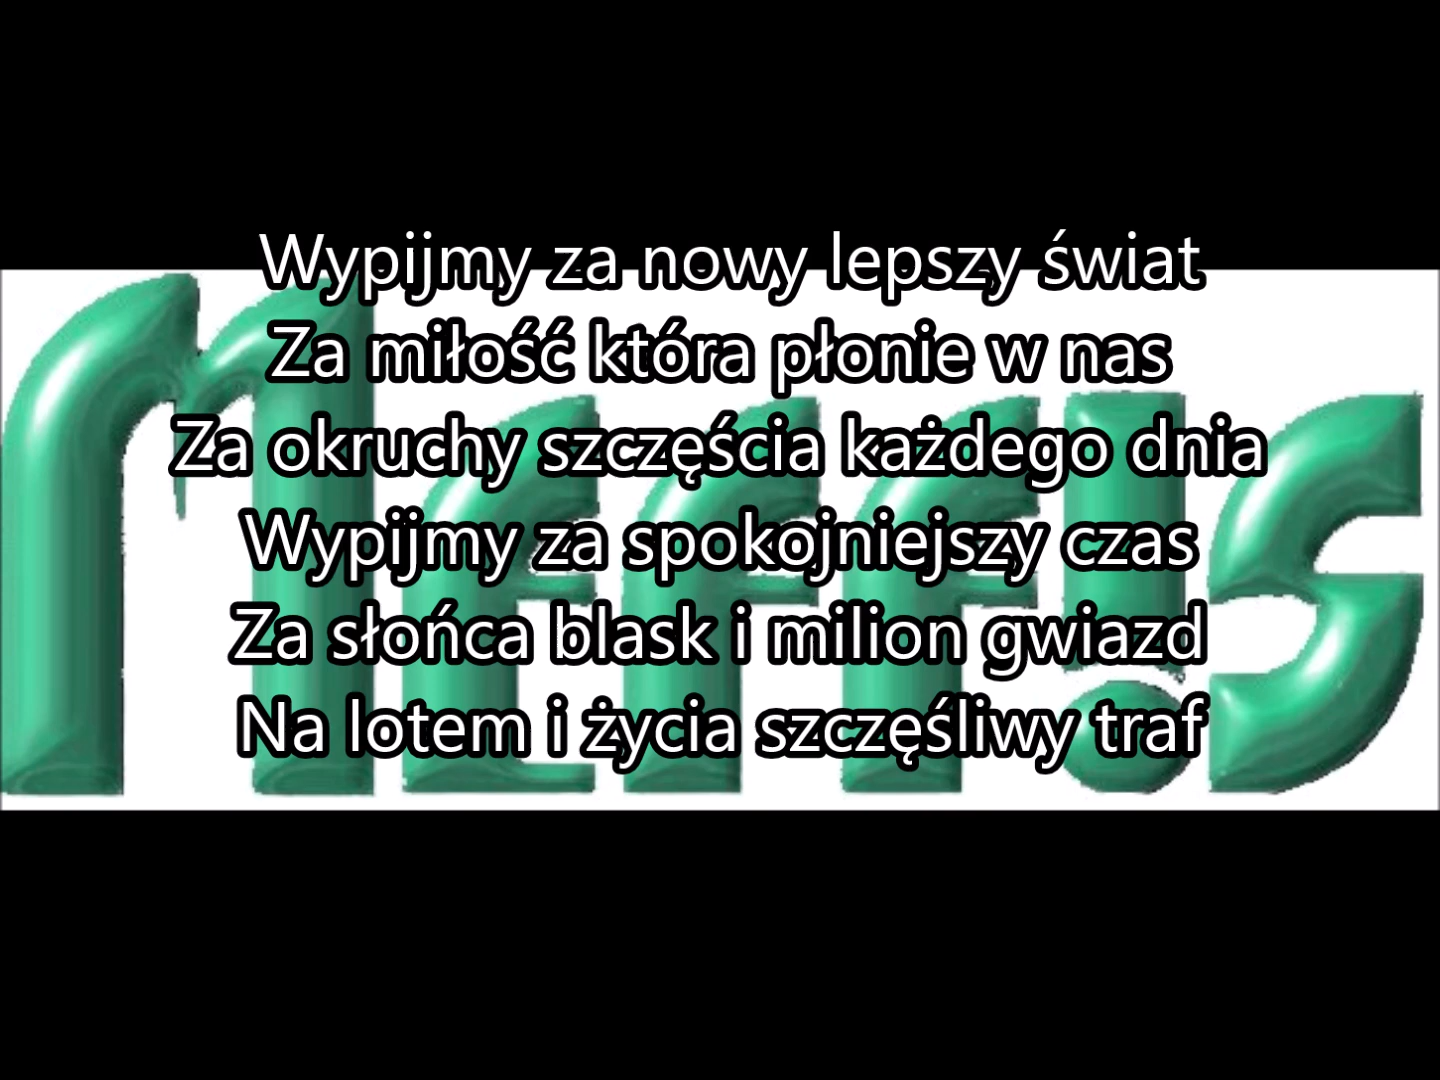 Wypijmy za nowy lepszy świat
Za miłość która płonie w nas
Za okruchy szczęścia każdego dnia
Wypijmy za spokojniejszy czas
Za słońca blask i milion gwiazd
Na lotem i życia szczęśliwy traf
Meff!s